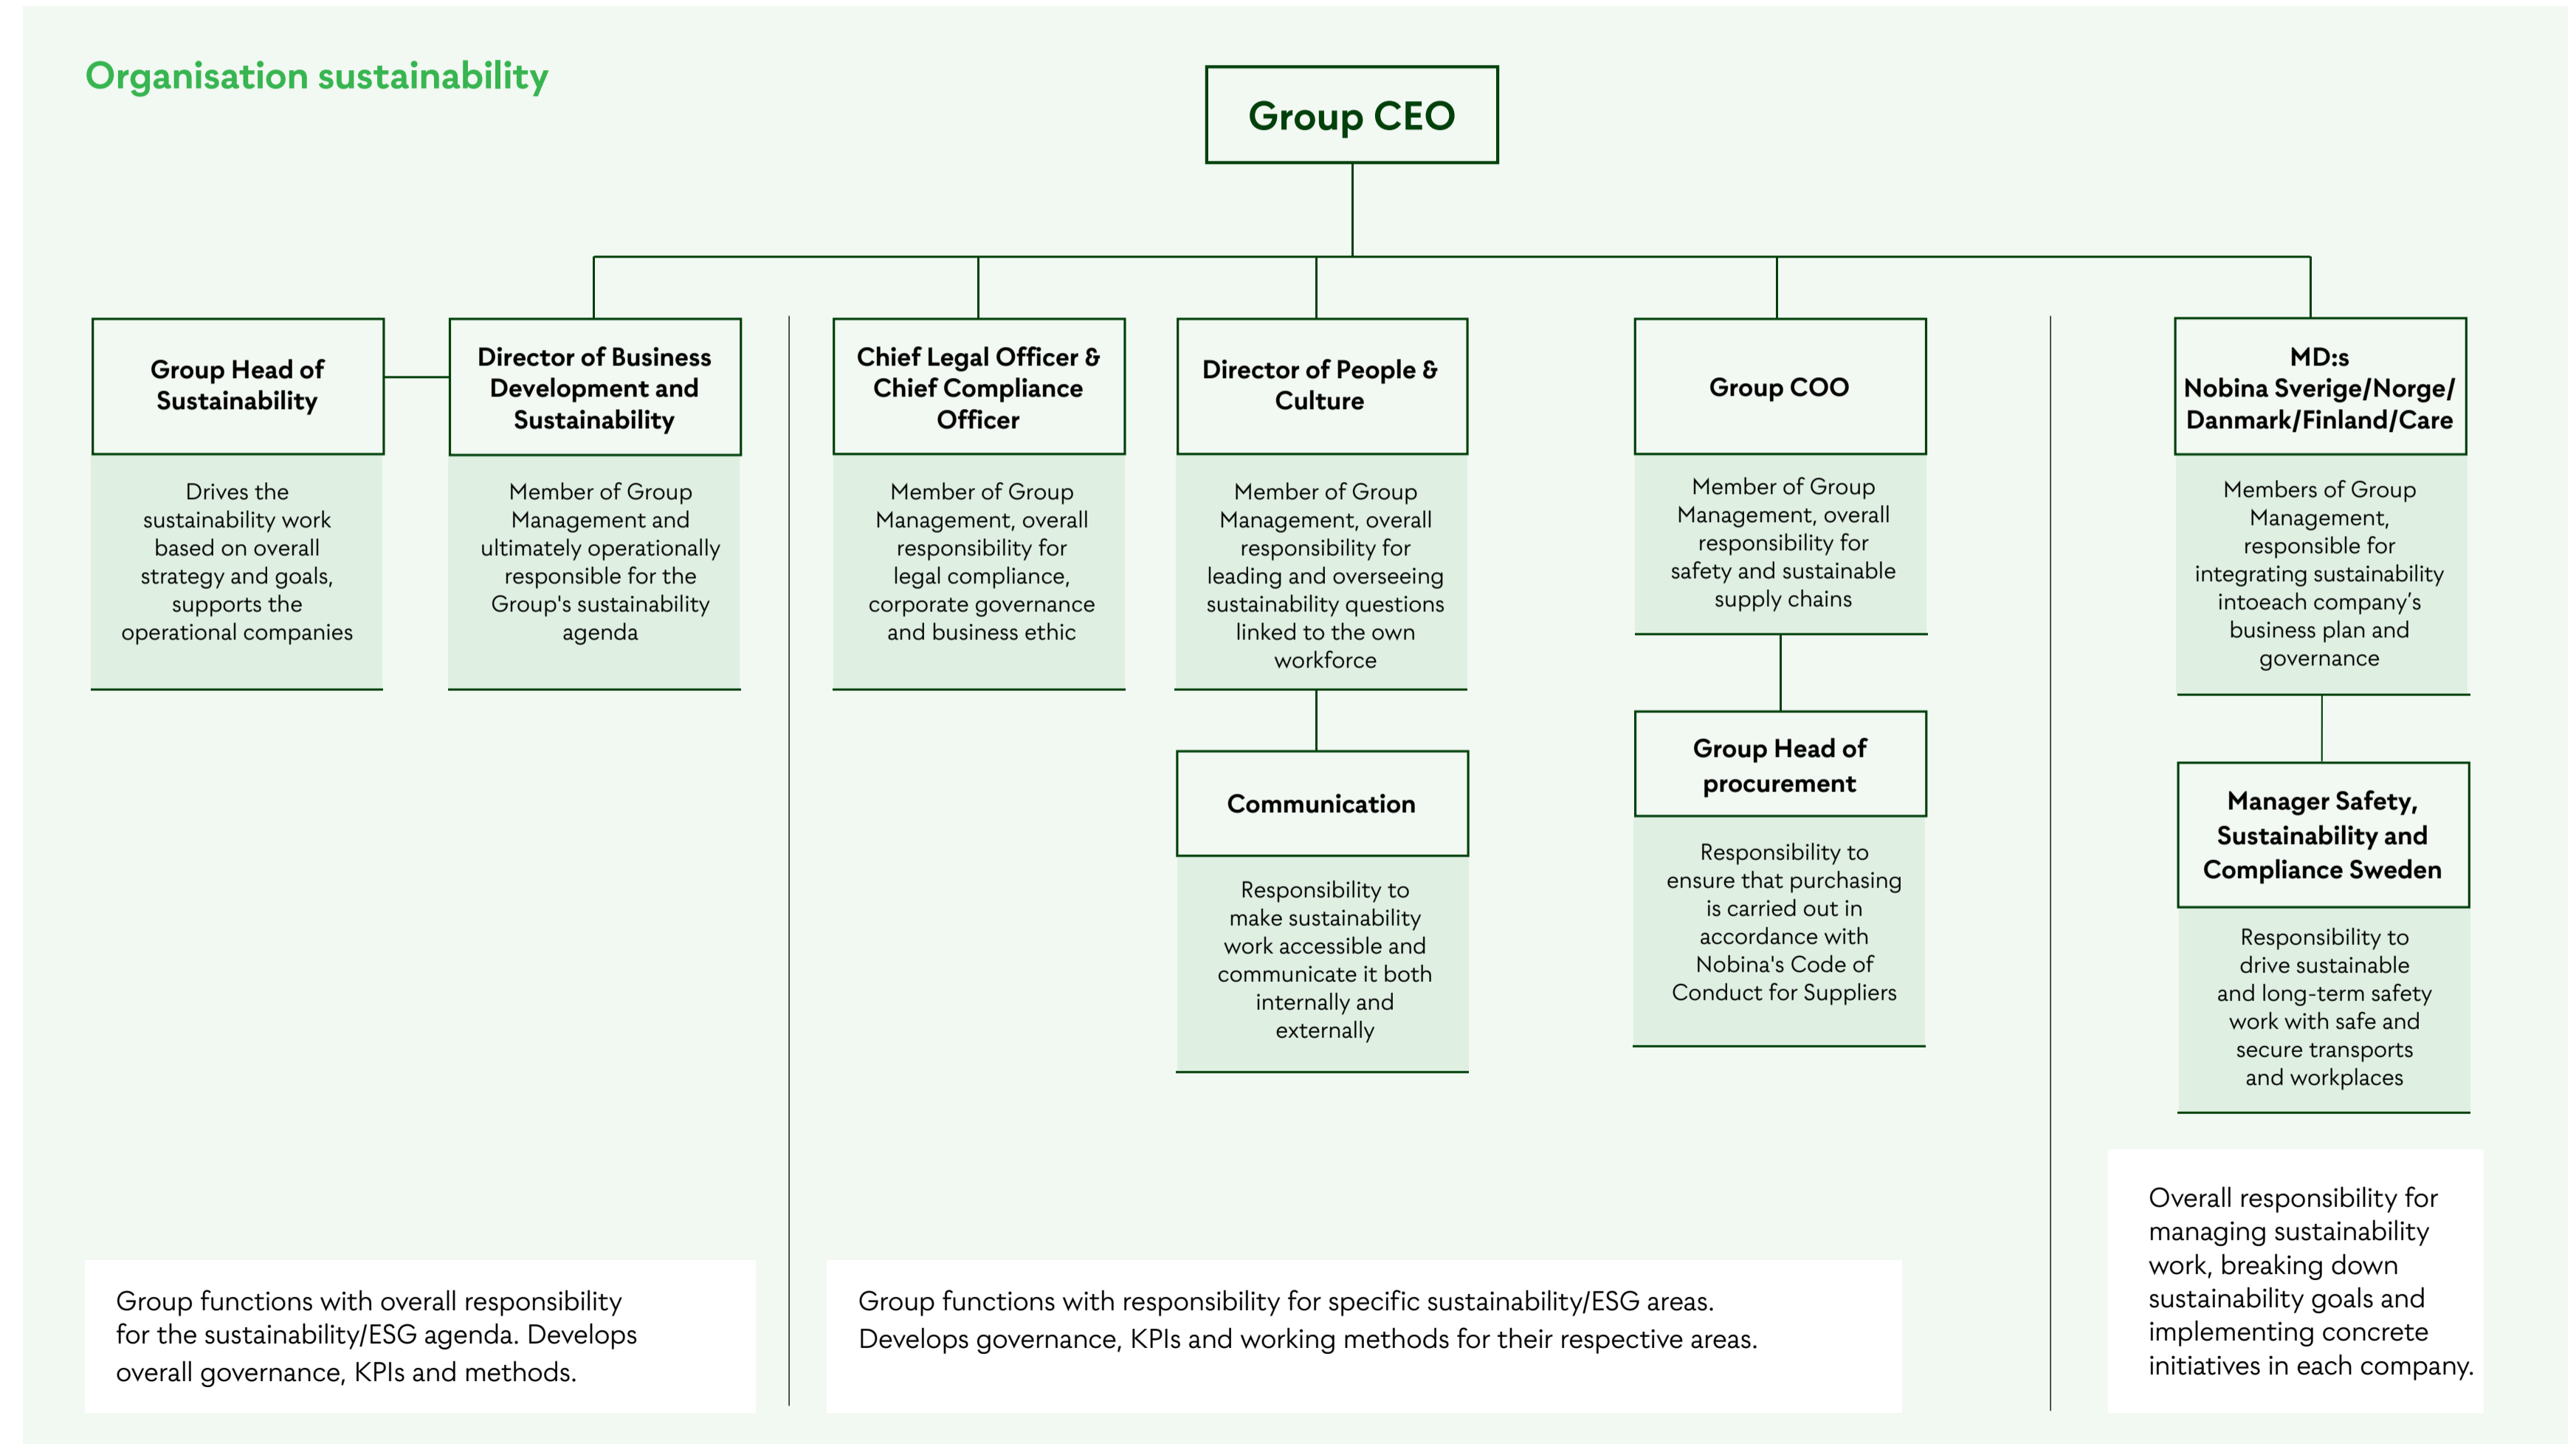 Organisation sustainability
Group CEO
Group Head of
Sustainability
Drives the
sustainability work
based on overall
strategy and goals,
supports the
operational companies
Director of Business
Development and
Sustainability
Member of Group
Management and
ultimately operationally
responsible for the
Group's sustainability
agenda
Chief Legal Officer &
Chief Compliance
Officer
Member of Group
Management, overall
responsibility for
legal compliance,
corporate governance
and business ethic
Director of People &
Culture
Member of Group
Management, overall
responsibility for
leading and overseeing
sustainability questions
linked to the own
workforce
Communication
Responsibility to
make sustainability
work accessible and
communicate it both
internally and
externally
Group COO
Member of Group
Management, overall
responsibility for
safety and sustainable
supply chains
Group Head of
procurement
Responsibility to
ensure that purchasing
is carried out in
accordance with
Nobina's Code of
Conduct for Suppliers
MD:s
Nobina Sverige/Norge/
Danmark/Finland/Care
Members of Group
Management,
responsible for
integrating sustainability
intoeach company’s
business plan and
governance
Manager Safety,
Sustainability and
Compliance Sweden
Responsibility to
drive sustainable
and long-term safety
work with safe and
secure transports
and workplaces
Group functions with overall responsibility
for the sustainability/ESG agenda. Develops
overall governance, KPIs and methods.
Group functions with responsibility for specific sustainability/ESG areas.
Develops governance, KPIs and working methods for their respective areas.
Overall responsibility for
managing sustainability
work, breaking down
sustainability goals and
implementing concrete
initiatives in each company.